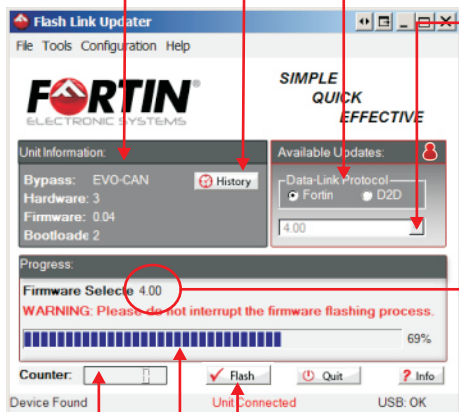 Flash Link Updater
File Tools Configuration Help
FORTIN®
ELECTRONIC SYSTEMS
SIMPLE
QUICK
EFFECTIVE
Unit Information:
Bypass: EVO-CAN
History
Hardware: 3
Firmware: 0.04
Bootloade 2
Available Updates:
Data-Link Protocol
Fortin D2D
4.00
Progress:
Firmware Selecte 4.00
WARNING: Please do not interrupt the firmware flashing process.
69%
Counter: Flash Quit ? Info
Device Found Unit Connected USB: OK